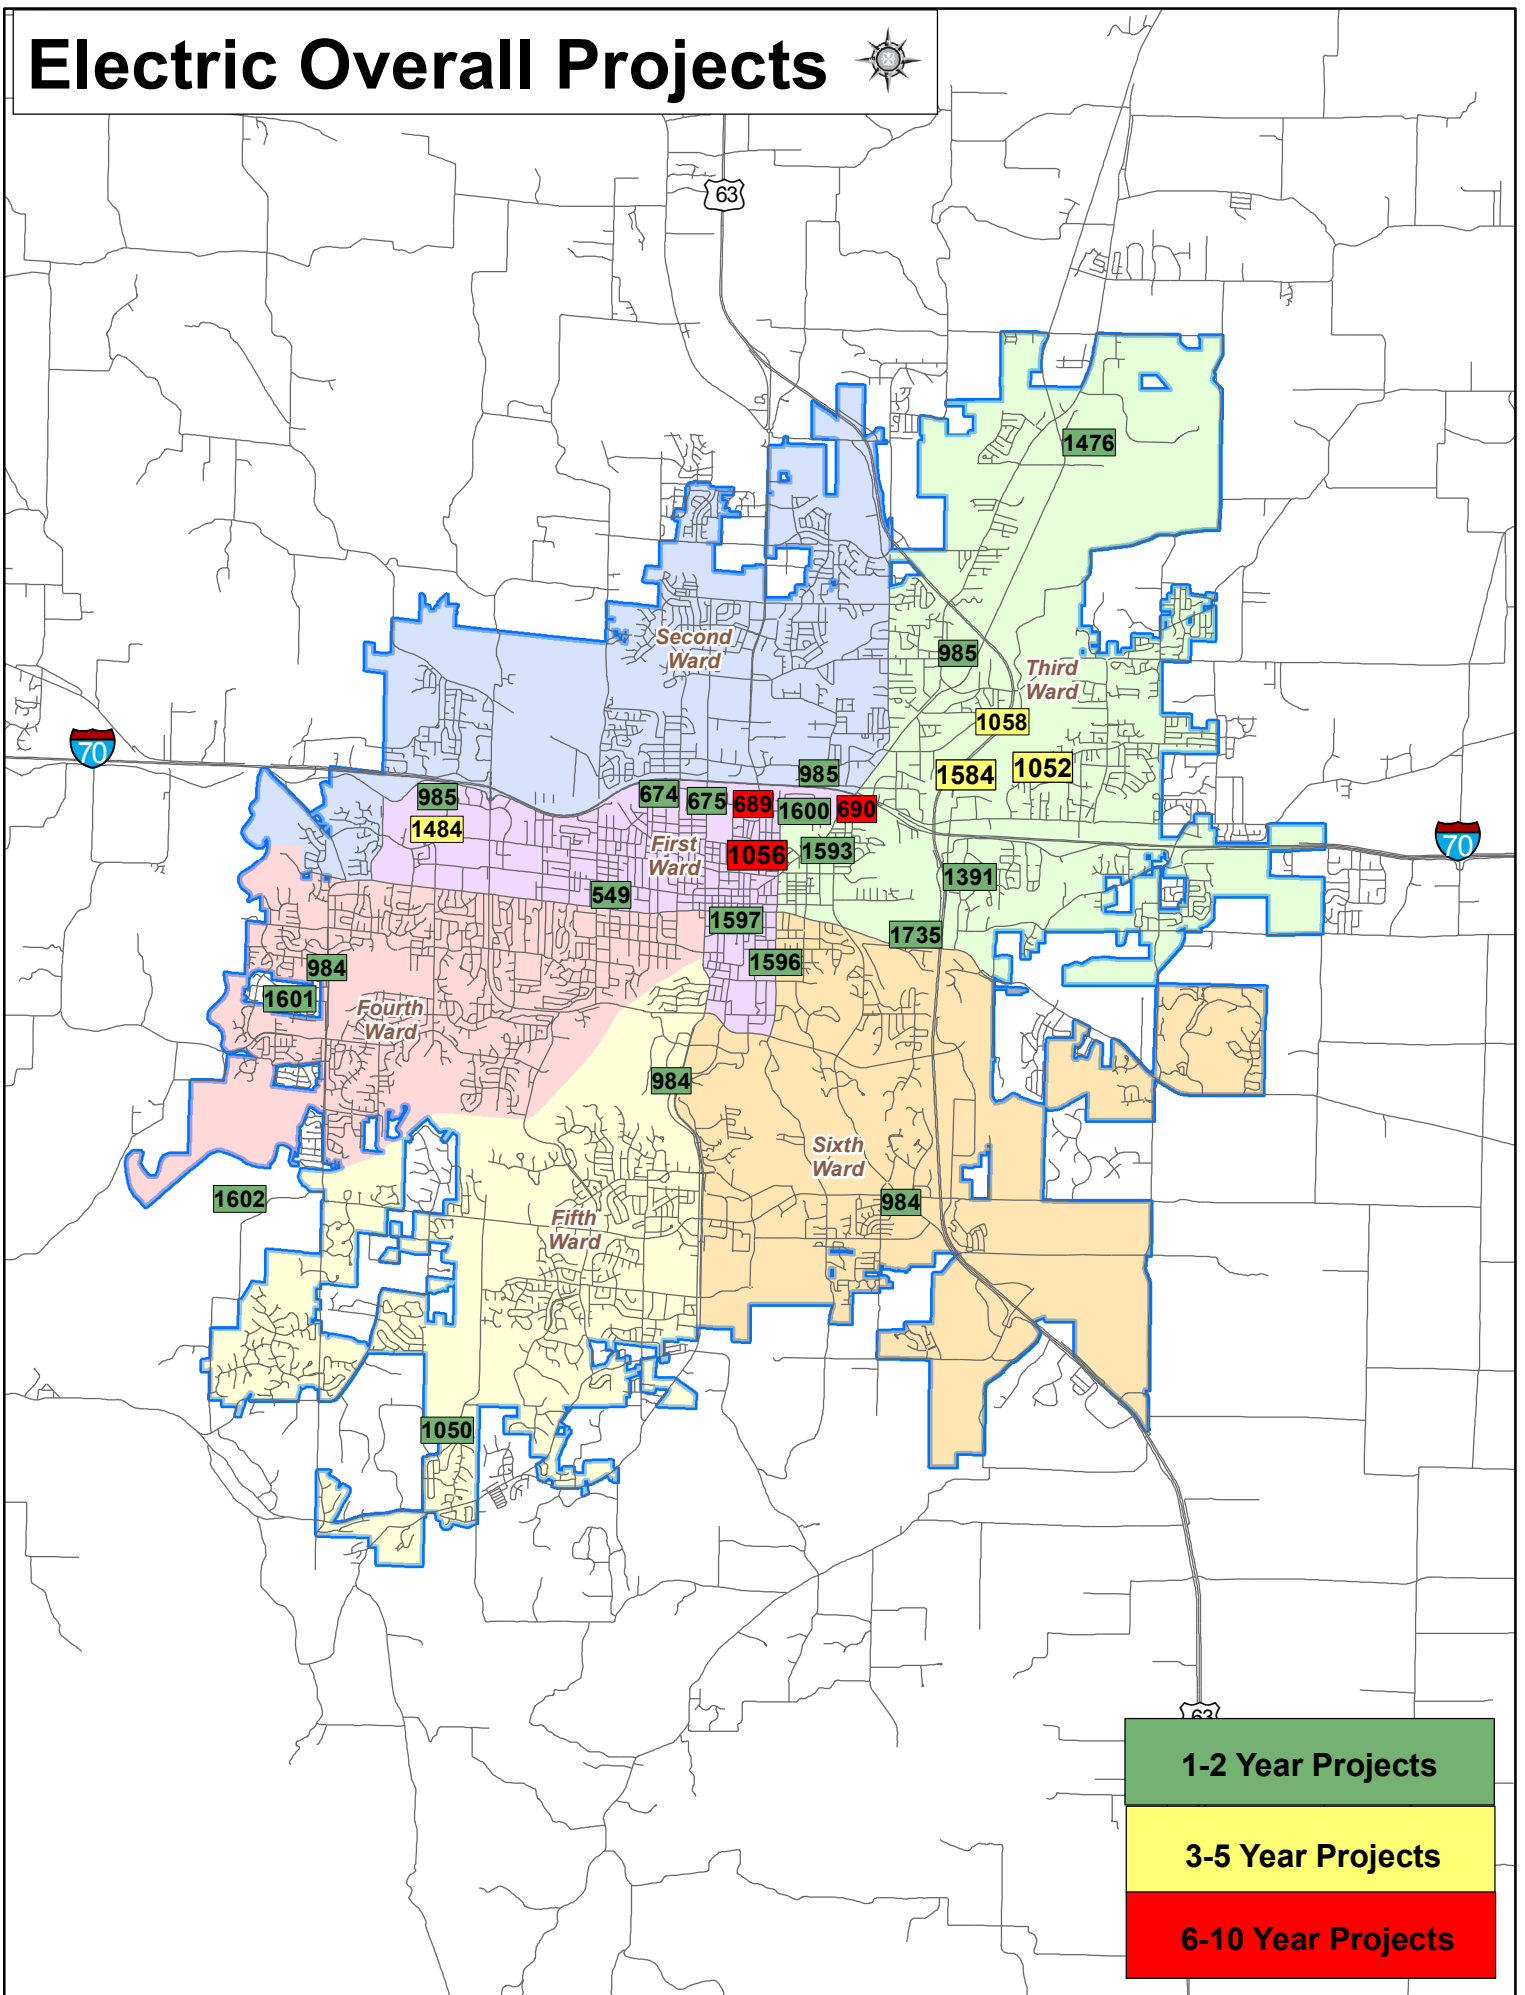 Electric Overall Projects
63
1476
Second
Ward
985
Third
Ward
1058
70
985
1584
1052
985
674
675
689
1600
690
1484
First
Ward
1056
1593
70
549
1391
1597
1735
984
1596
1601
Fourth
Ward
984
Sixth
Ward
1602
984
Fifth
Ward
1050
63
1-2 Year Projects
3-5 Year Projects
6-10 Year Projects